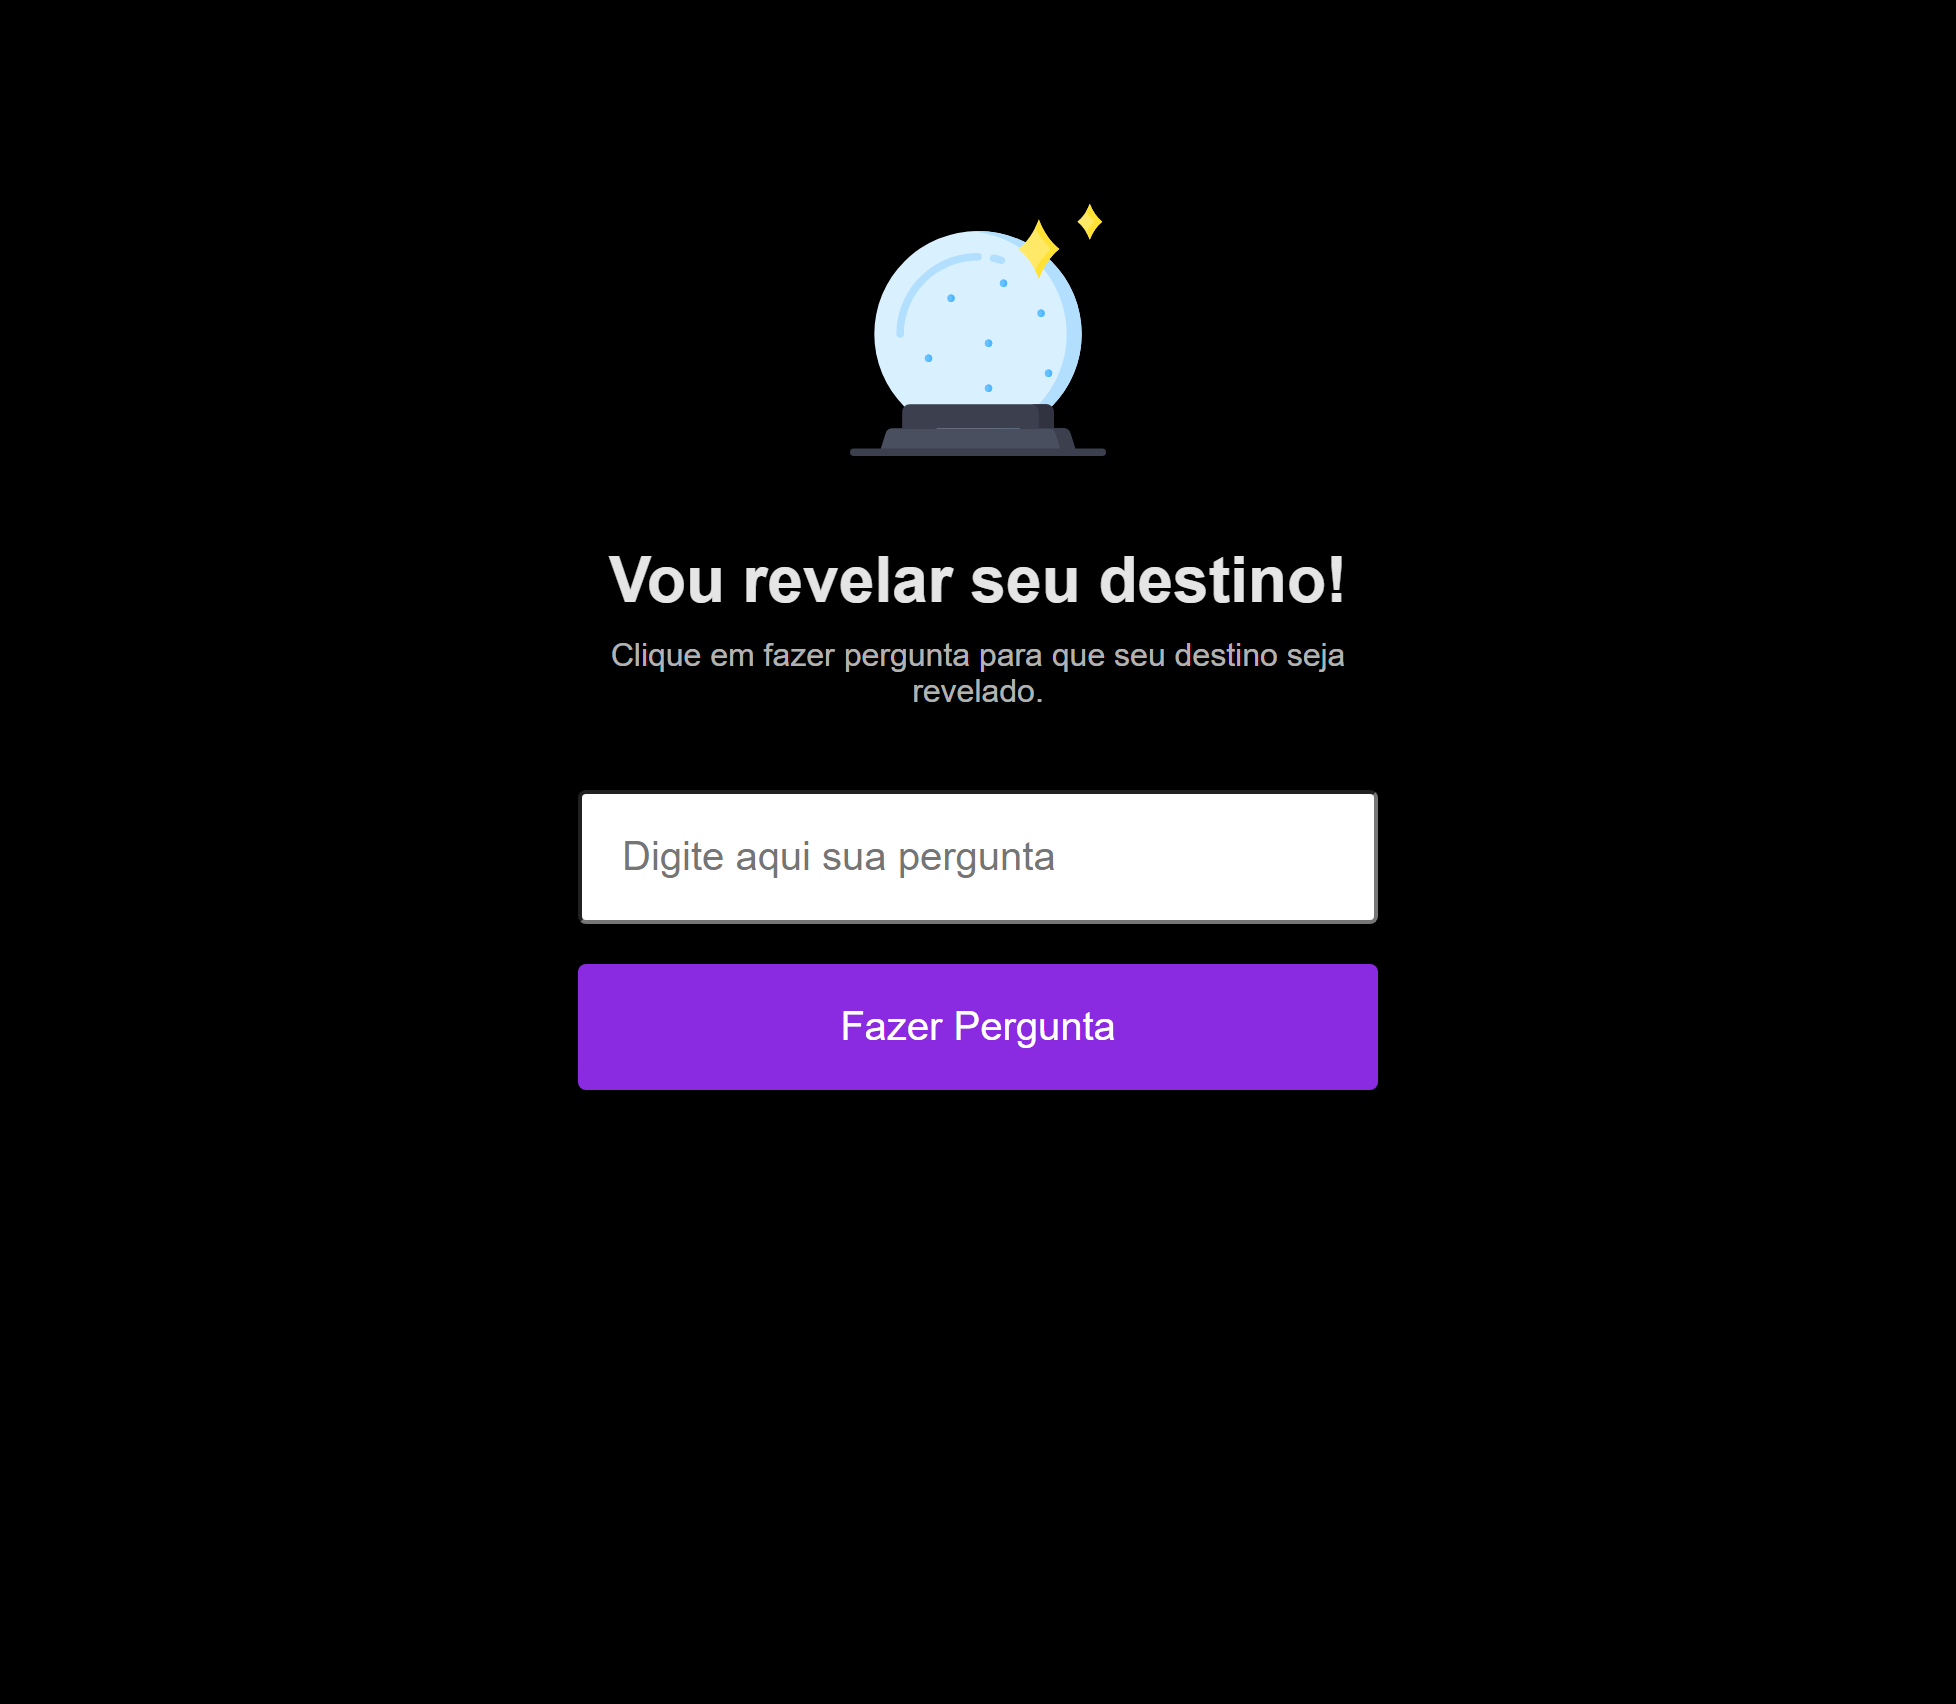 Vou revelar seu destino!
Clique em fazer pergunta para que seu destino seja
revelado.
Digite aqui sua pergunta
Fazer Pergunta